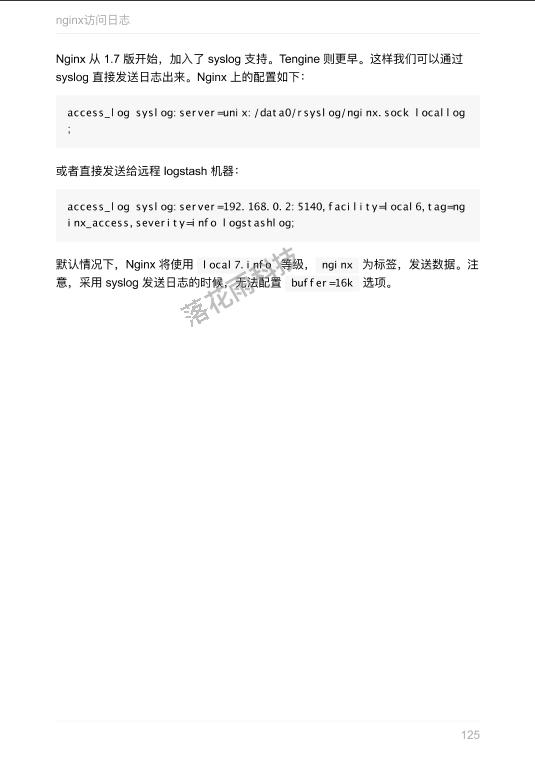 nginx访问日志
Nginx 从 1.7 版开始，加入了 syslog 支持。Tengine 则更早。这样我们可以通过
syslog 直接发送日志出来。Nginx 上的配置如下：
access_log syslog:server=unix:/data0/rsyslog/nginx.sock locallog
;
或者直接发送给远程 logstash 机器：
access_log syslog:server=192.168.0.2:5140,facility=local6,tag=ng
inx_access,severity=info logstashlog;
默认情况下，Nginx 将使用 local7.info 等级， nginx 为标签，发送数据。注
意，采用 syslog 发送日志的时候，无法配置 buffer=16k 选项。
落花雨科技
125